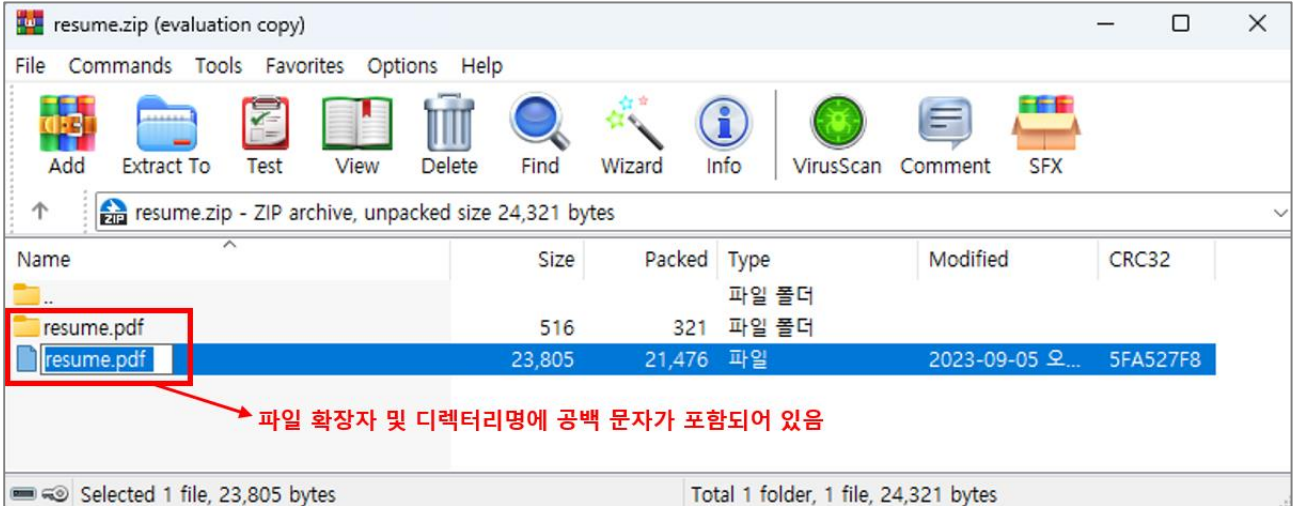 resume.zip (evaluation copy)
File Commands Tools Favorites Options Help
Add Extract To Test View Delete Find Wizard Info VirusScan Comment SFX
ZIP resume.zip - ZIP archive, unpacked size 24,321 bytes
Name Size Packed Type Modified CRC32
.. 파일 폴더
resume.pdf 516 321 파일 폴더
resume.pdf 23,805 21,476 파일 2023-09-05 오... 5FA527F8
파일 확장자 및 디렉터리명에 공백 문자가 포함되어 있음
Selected 1 file, 23,805 bytes Total 1 folder, 1 file, 24,321 bytes